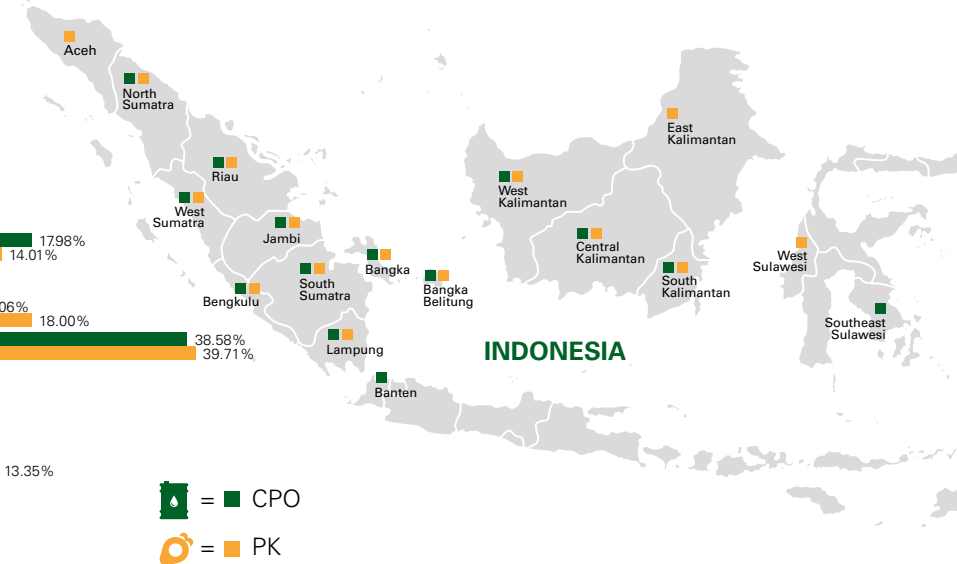 Aceh
North
Sumatra
East
Kalimantan
Riau
West
Kalimantan
West
Sumatra
Jambi
17.98%
14.01%
Central
Kalimantan
West
Sulawesi
Bangka
South
Sumatra
Bangka
Belitung
South
Kalimantan
Bengkulu
06%
18.00%
Southeast
Sulawesi
38.58%
39.71%
Lampung
INDONESIA
Banten
13.35%
= CPO
= PK